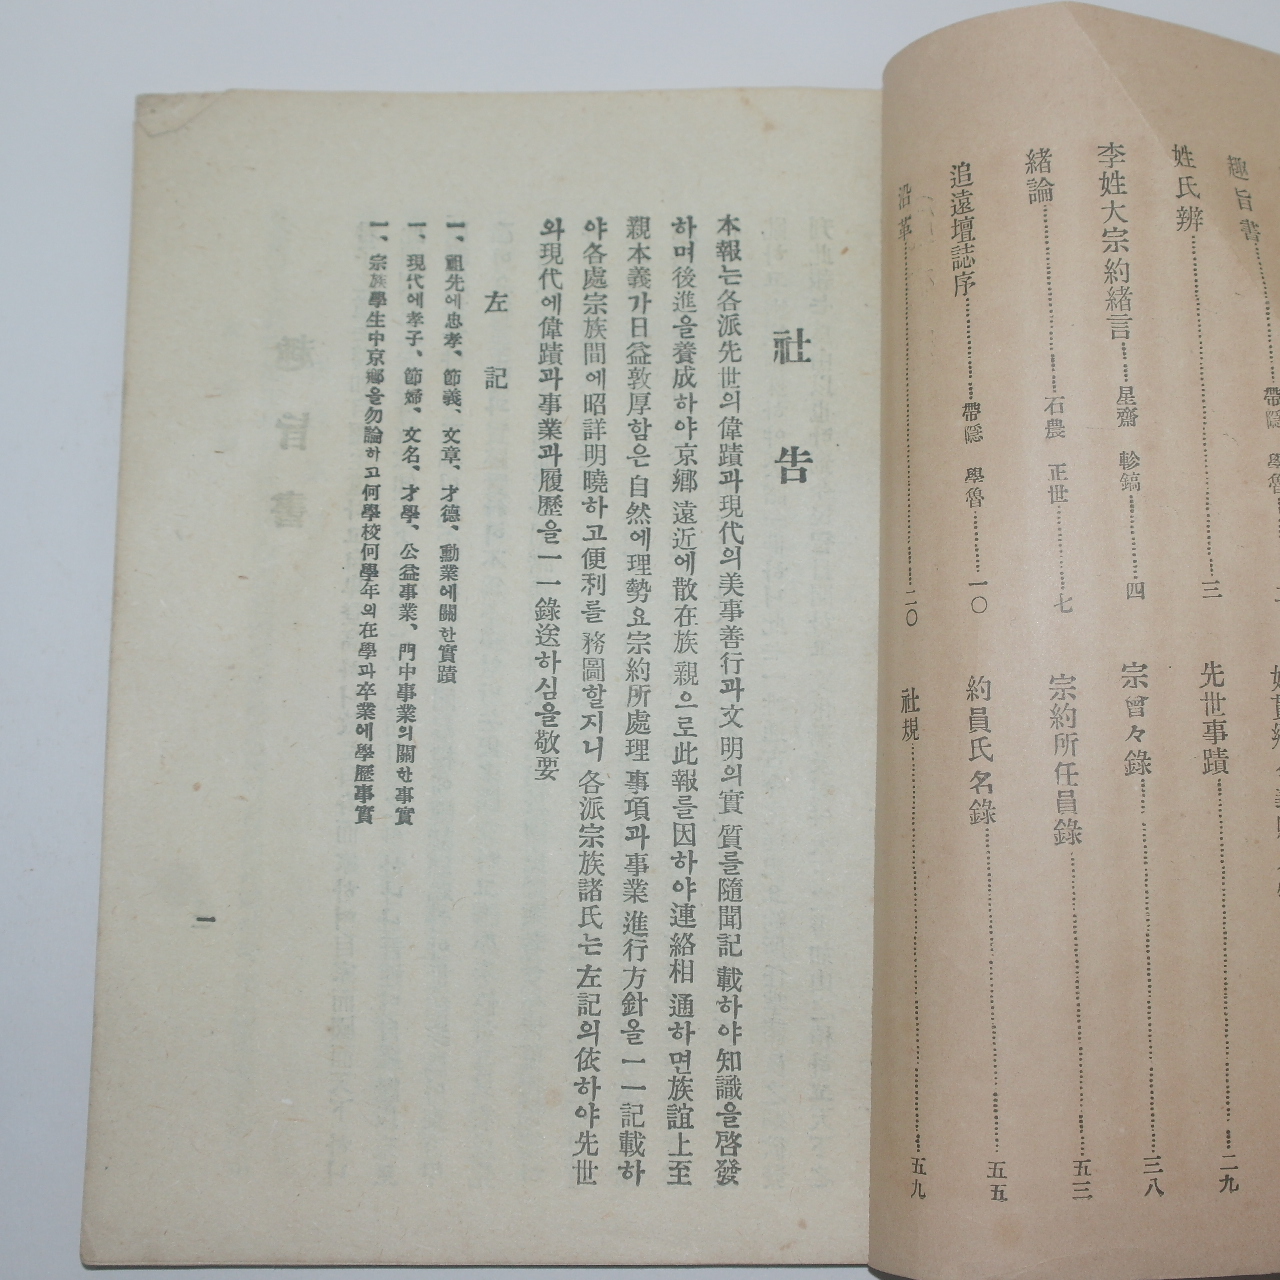 趣旨書
帶隱
姓氏辨 三
李姓大宗約緖言 星齋 軫鎬 四
緖論 石農 正世 七
追遠壇誌序 帶隱 學魯 一〇
沿革 二〇
先世事蹟 二九
宗曾々錄 三八
宗約所任員錄 五三
約員氏名錄 五五
社規 五九
社告
本報는各派先世의偉蹟과現代의美事善行과文明의實質를隨聞記載하야知識을啓發
하며後進을養成하야京鄉遠近에散在族親으로此報를因하야連絡相通하면族誼上至
親本義가日益敦厚함은自然에理勢요宗約所處理事項과事業進行方針을一一記載하
야各處宗族間에昭詳明曉하고便利를務圖할지니各派宗族諸氏는左記의依하야先世
와現代에偉蹟과事業과履歷을一一錄送하심을敬要
左記
一、祖先에忠孝、節義、文章、才德、勳業에關한實蹟
一、現代에孝子、節婦、文名、才學、公益事業、門中事業의關한事實
一、宗族學生中京鄉을勿論하고何學校何學年의在學과卒業에學歷事實
一